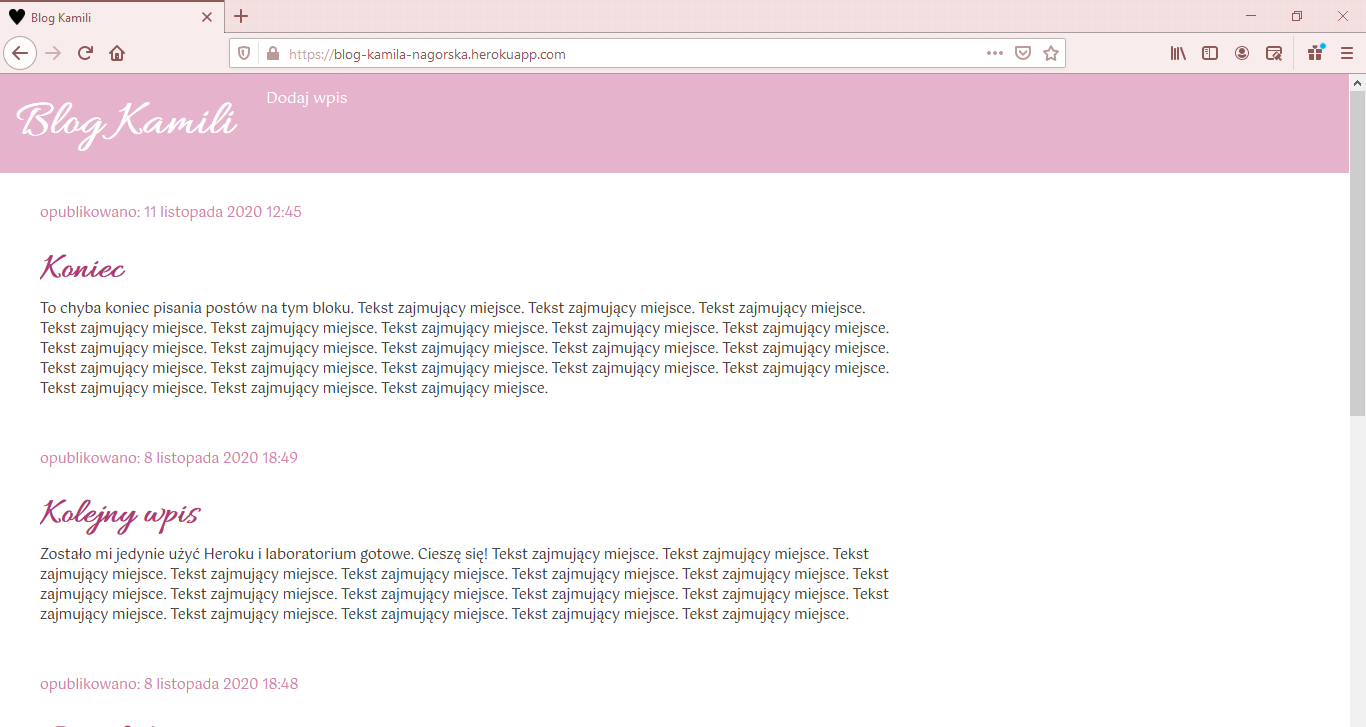 Blog Kamili
https://blog-kamila-nagorska.herokuapp.com
Blog Kamili
Dodaj wpis
opublikowano: 11 listopada 2020 12:45
Koniec
To chyba koniec pisania postów na tym bloku. Tekst zajmujący miejsce. Tekst zajmujący miejsce. Tekst zajmujący miejsce.
Tekst zajmujący miejsce. Tekst zajmujący miejsce. Tekst zajmujący miejsce. Tekst zajmujący miejsce. Tekst zajmujący miejsce.
Tekst zajmujący miejsce. Tekst zajmujący miejsce. Tekst zajmujący miejsce. Tekst zajmujący miejsce. Tekst zajmujący miejsce.
Tekst zajmujący miejsce. Tekst zajmujący miejsce. Tekst zajmujący miejsce. Tekst zajmujący miejsce. Tekst zajmujący miejsce.
Tekst zajmujący miejsce. Tekst zajmujący miejsce. Tekst zajmujący miejsce.
opublikowano: 8 listopada 2020 18:49
Kolejny wpis
Zostało mi jedynie użyć Heroku i laboratorium gotowe. Cieszę się! Tekst zajmujący miejsce. Tekst zajmujący miejsce. Tekst
zajmujący miejsce. Tekst zajmujący miejsce. Tekst zajmujący miejsce. Tekst zajmujący miejsce. Tekst zajmujący miejsce. Tekst
zajmujący miejsce. Tekst zajmujący miejsce. Tekst zajmujący miejsce. Tekst zajmujący miejsce. Tekst zajmujący miejsce. Tekst
zajmujący miejsce. Tekst zajmujący miejsce. Tekst zajmujący miejsce. Tekst zajmujący miejsce. Tekst zajmujący miejsce.
opublikowano: 8 listopada 2020 18:48